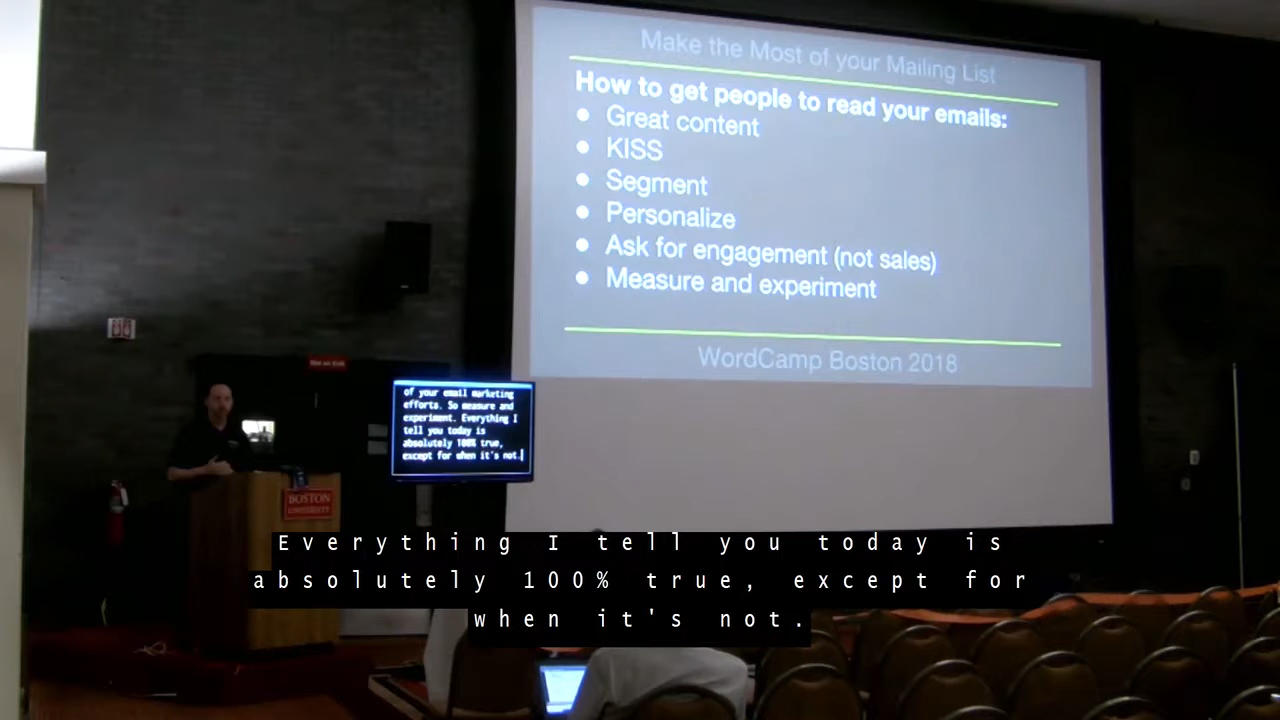 Make the Most of your Mailing List
How to get people to read your emails:
● Great content
● KISS
● Segment
● Personalize
● Ask for engagement (not sales)
● Measure and experiment
WordCamp Boston 2018
of your email marketing
efforts. So measure and
experiment. Everything I
tell you today is
absolutely 100% true,
except for when it's not.
BOSTON
UNIVERSITY
Everything I tell you today is
absolutely 100% true, except for
when it's not.